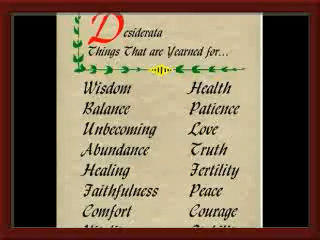 Desiderata
Things That are Yearned for...
Wisdom Health
Balance Patience
Unbecoming Love
Abundance Truth
Healing Fertility
Faithfulness Peace
Comfort Courage